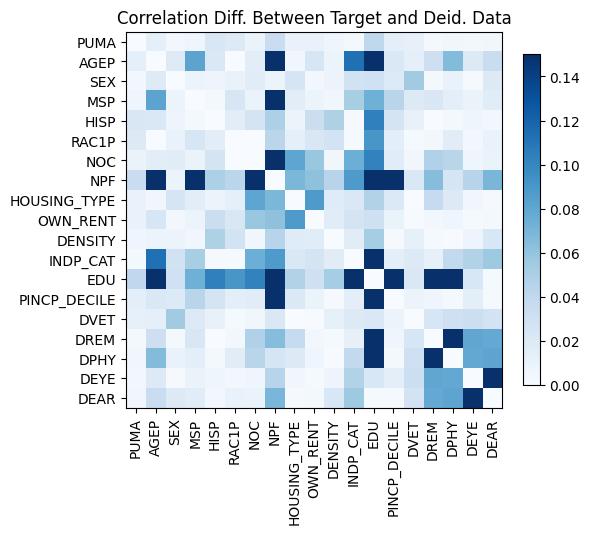 Correlation Diff. Between Target and Deid. Data
PUMA
AGEP
SEX
MSP
HISP
RAC1P
NOC
NPF
HOUSING_TYPE
OWN_RENT
DENSITY
INDP_CAT
EDU
PINCP_DECILE
DVET
DREM
DPHY
DEYE
DEAR
PUMA
AGEP
SEX
MSP
HISP
RAC1P
NOC
NPF
HOUSING_TYPE
OWN_RENT
DENSITY
INDP_CAT
EDU
PINCP_DECILE
DVET
DREM
DPHY
DEYE
DEAR
0.14
0.12
0.10
0.08
0.06
0.04
0.02
0.00